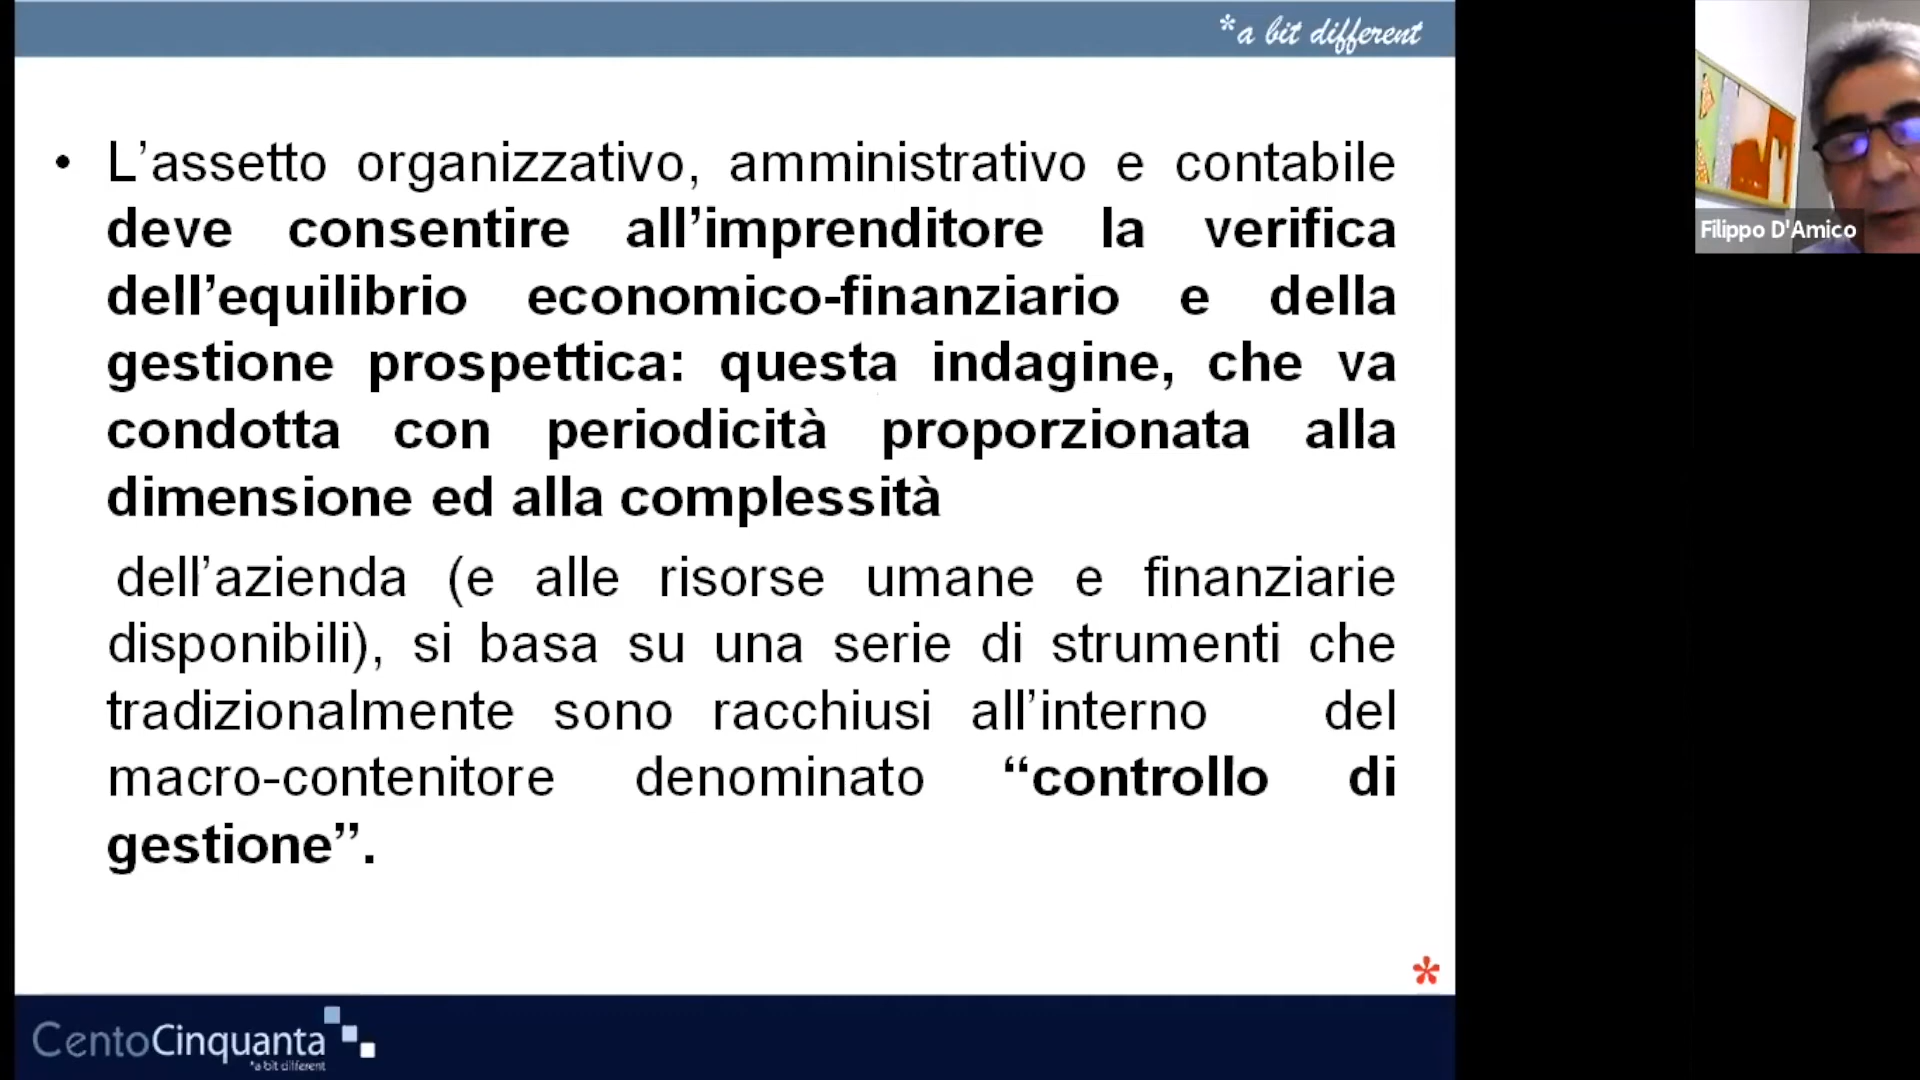 *a bit different
• L’assetto organizzativo, amministrativo e contabile
deve consentire all’imprenditore la verifica
dell’equilibrio economico-finanziario e della
gestione prospettica: questa indagine, che va
condotta con periodicità proporzionata alla
dimensione ed alla complessità
dell’azienda (e alle risorse umane e finanziarie
disponibili), si basa su una serie di strumenti che
tradizionalmente sono racchiusi all’interno del
macro-contenitore denominato “controllo di
gestione”.
*
CentoCinquanta
*a bit different
Filippo D'Amico